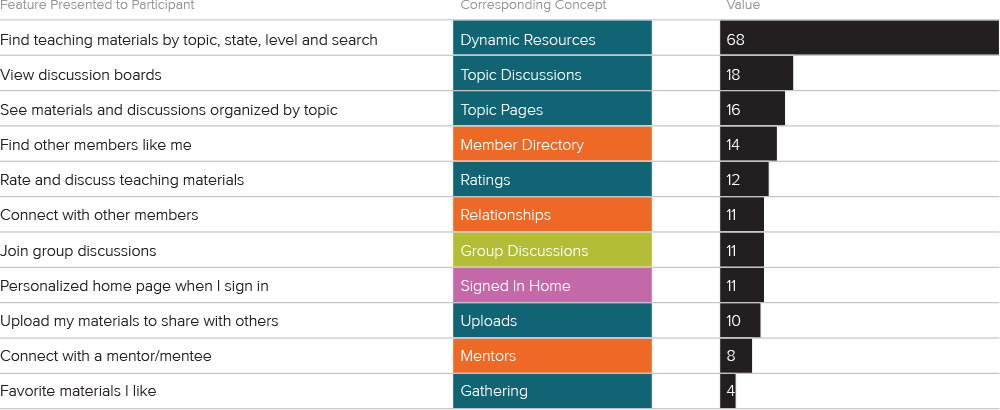 Feature Presented to Participant Corresponding Concept Value
Find teaching materials by topic, state, level and search Dynamic Resources 68
View discussion boards Topic Discussions 18
See materials and discussions organized by topic Topic Pages 16
Find other members like me Member Directory 14
Rate and discuss teaching materials Ratings 12
Connect with other members Relationships 11
Join group discussions Group Discussions 11
Personalized home page when I sign in Signed In Home 11
Upload my materials to share with others Uploads 10
Connect with a mentor/mentee Mentors 8
Favorite materials I like Gathering 4